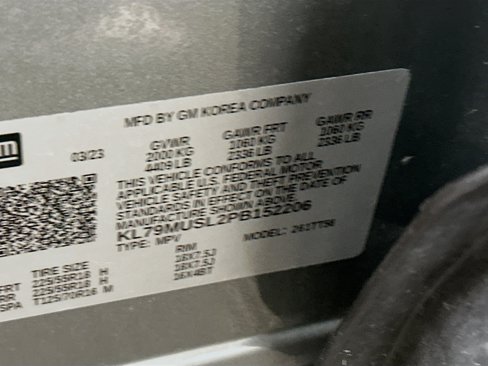 MFD BY GM KOREA COMPANY
gm
03/23
GVWR GAWR FRT GAWR RR
2000 KG 1060 KG 1060 KG
4409 LB 2336 LB 2336 LB
THIS VEHICLE CONFORMS TO ALL
APPLICABLE FEDERAL MOTOR
VEHICLE SAFETY AND THEFT PREVENTION
STANDARDS IN EFFECT ON THE DATE OF
MANUFACTURE SHOWN ABOVE.
KL79MUSL2PB152206
TYPE: MPV MODEL: 261TT56
TIRE SIZE RIM
FRT 225/55R18 H 18X7.5J
RR 225/55R18 H 18X7.5J
SPA T125/70R16 M 16X4BT